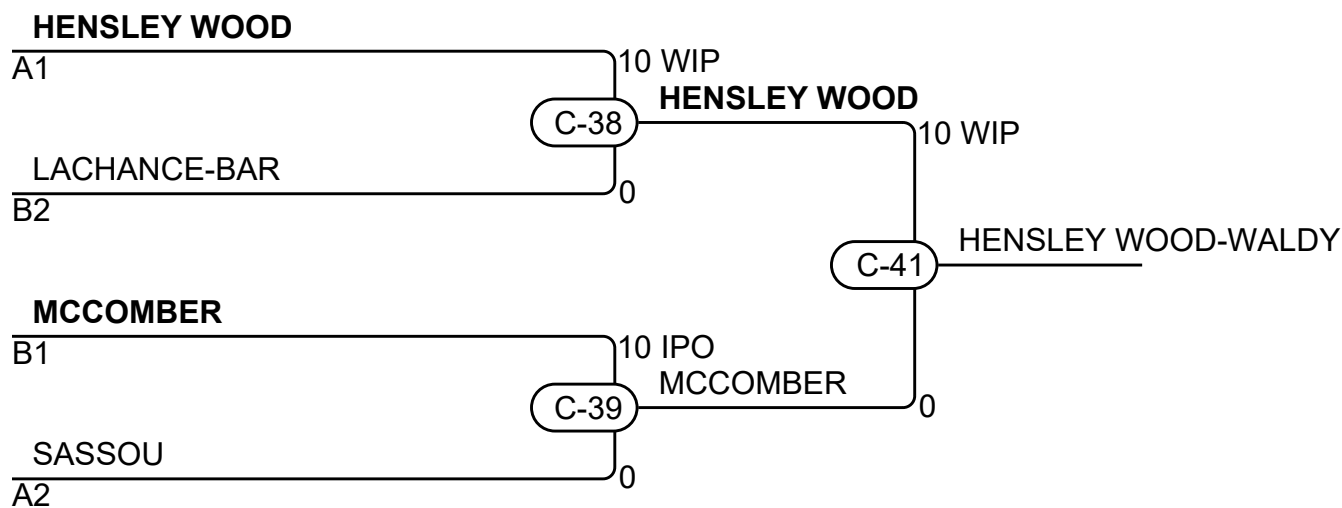 HENSLEY WOOD
A1
10 WIP
HENSLEY WOOD
C-38
10 WIP
LACHANCE-BAR
B2
0
HENSLEY WOOD-WALDY
C-41
MCCOMBER
B1
10 IPO
MCCOMBER
C-39
0
SASSOU
A2
0